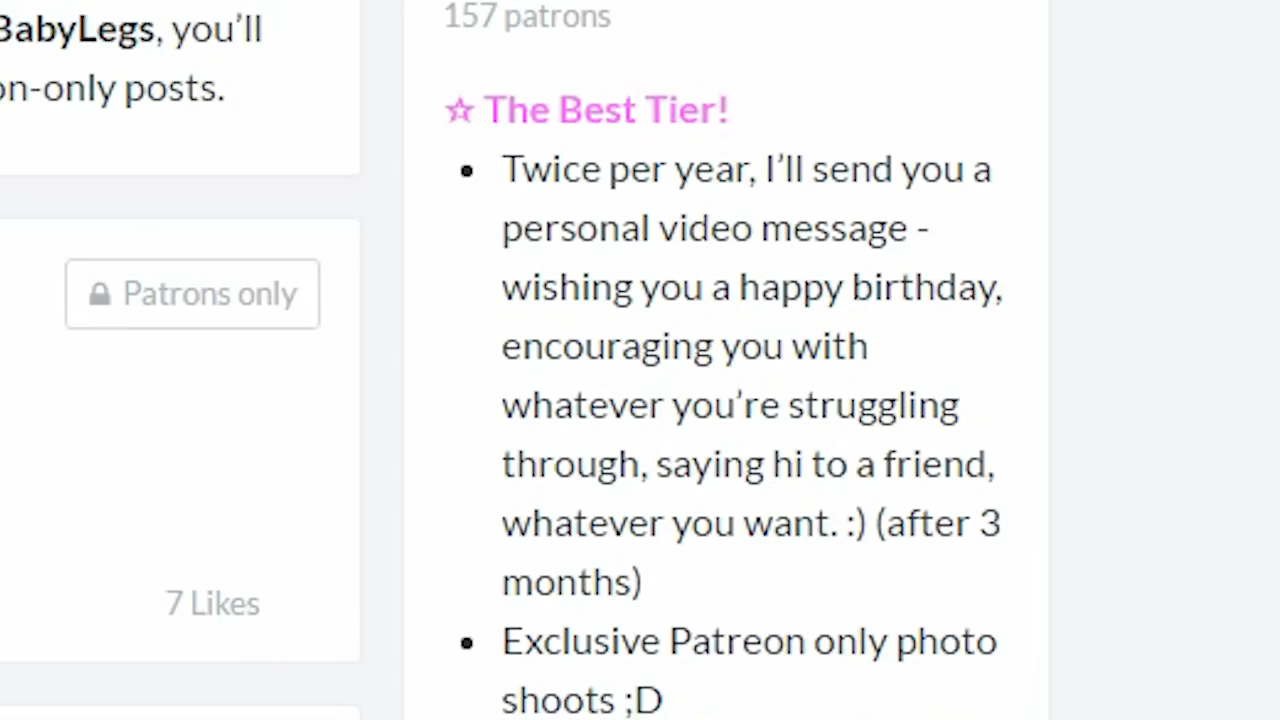 BabyLegs, you’ll
on-only posts.
Patrons only
7 Likes
157 patrons
☆ The Best Tier!
• Twice per year, I’ll send you a
personal video message -
wishing you a happy birthday,
encouraging you with
whatever you’re struggling
through, saying hi to a friend,
whatever you want. :) (after 3
months)
• Exclusive Patreon only photo
shoots ;D